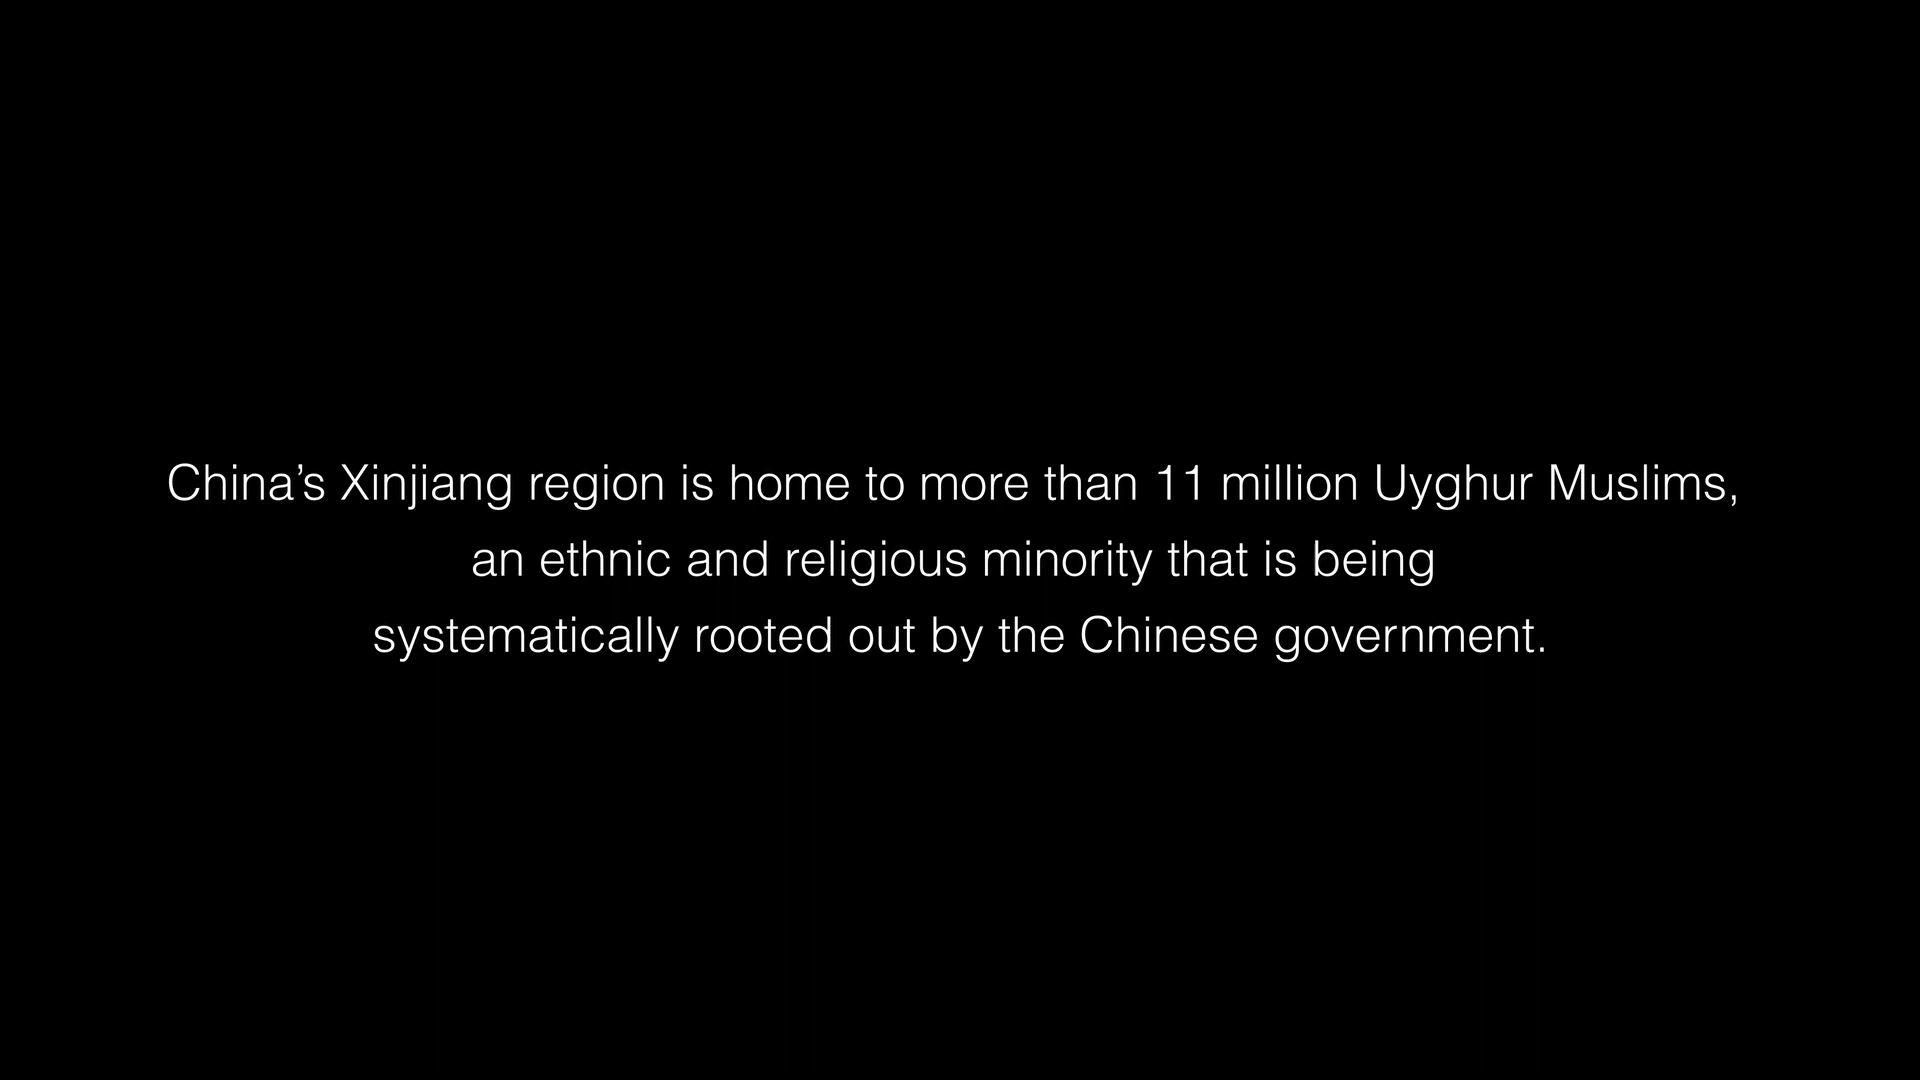 China’s Xinjiang region is home to more than 11 million Uyghur Muslims,
an ethnic and religious minority that is being
systematically rooted out by the Chinese government.